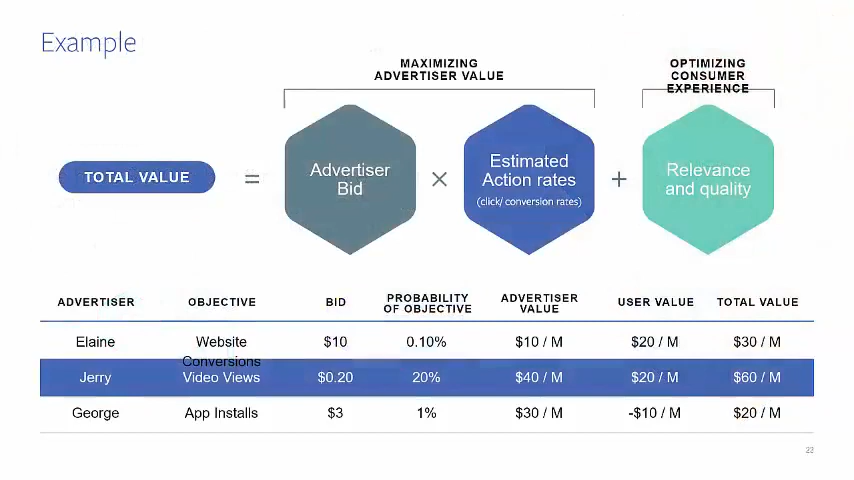 Example
MAXIMIZING
ADVERTISER VALUE
OPTIMIZING
CONSUMER
EXPERIENCE
TOTAL VALUE
=
Advertiser
Bid
×
Estimated
Action rates
(click/ conversion rates)
+
Relevance
and quality
ADVERTISER OBJECTIVE BID PROBABILITY OF OBJECTIVE ADVERTISER VALUE USER VALUE TOTAL VALUE
Elaine Website Conversions $10 0.10% $10 / M $20 / M $30 / M
Jerry Video Views $0.20 20% $40 / M $20 / M $60 / M
George App Installs $3 1% $30 / M -$10 / M $20 / M
23